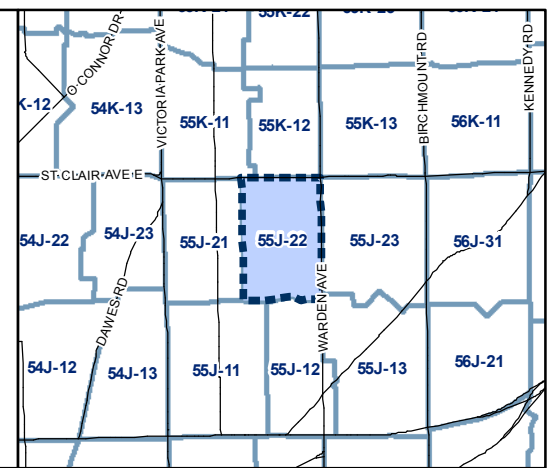 55K-22
O CONNOR DR
VICTORIA PARK AVE
BIRCHMOUNT RD
KENNEDY RD
K-12
54K-13
55K-11
55K-12
55K-13
56K-11
ST CLAIR AVE E
54J-22
54J-23
55J-21
55J-22
55J-23
56J-31
DAWES RD
WARDEN AVE
54J-12
54J-13
55J-11
55J-12
55J-13
56J-21